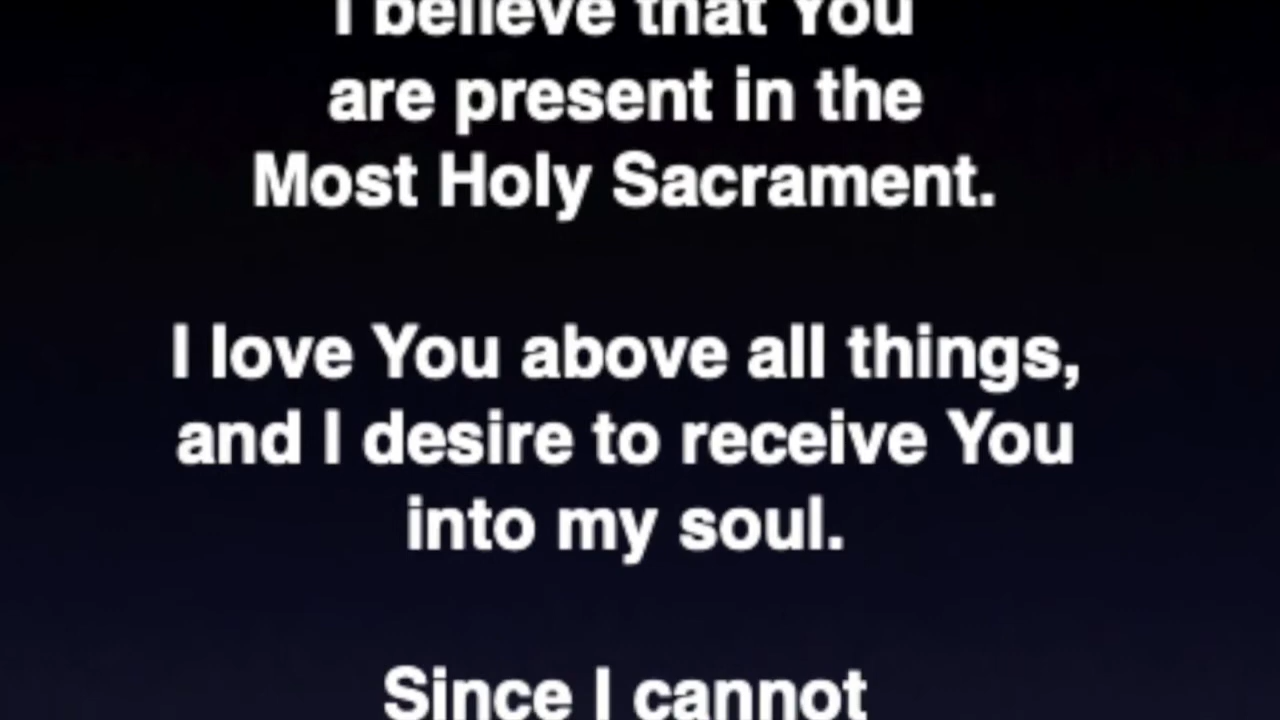 I believe that You
are present in the
Most Holy Sacrament.
I love You above all things,
and I desire to receive You
into my soul.
Since I cannot